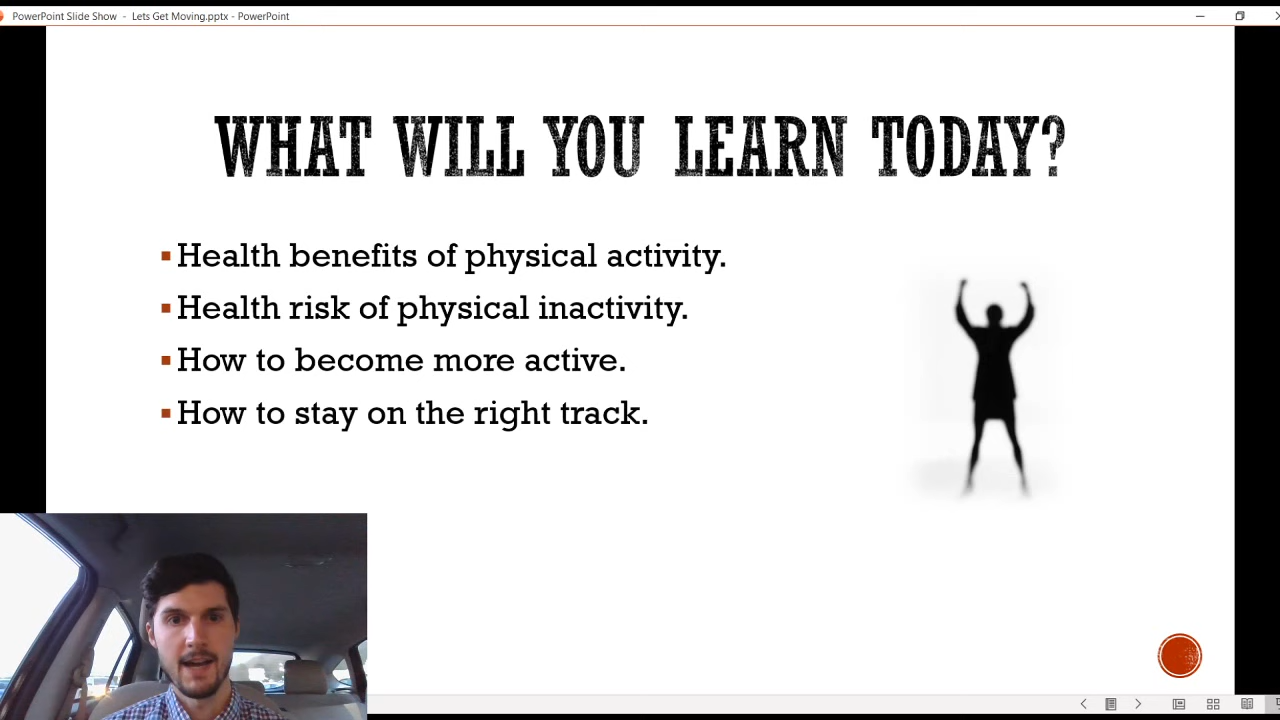 PowerPoint Slide Show - Lets Get Moving.pptx - PowerPoint
WHAT WILL YOU LEARN TODAY?
▪Health benefits of physical activity.
▪Health risk of physical inactivity.
▪How to become more active.
▪How to stay on the right track.